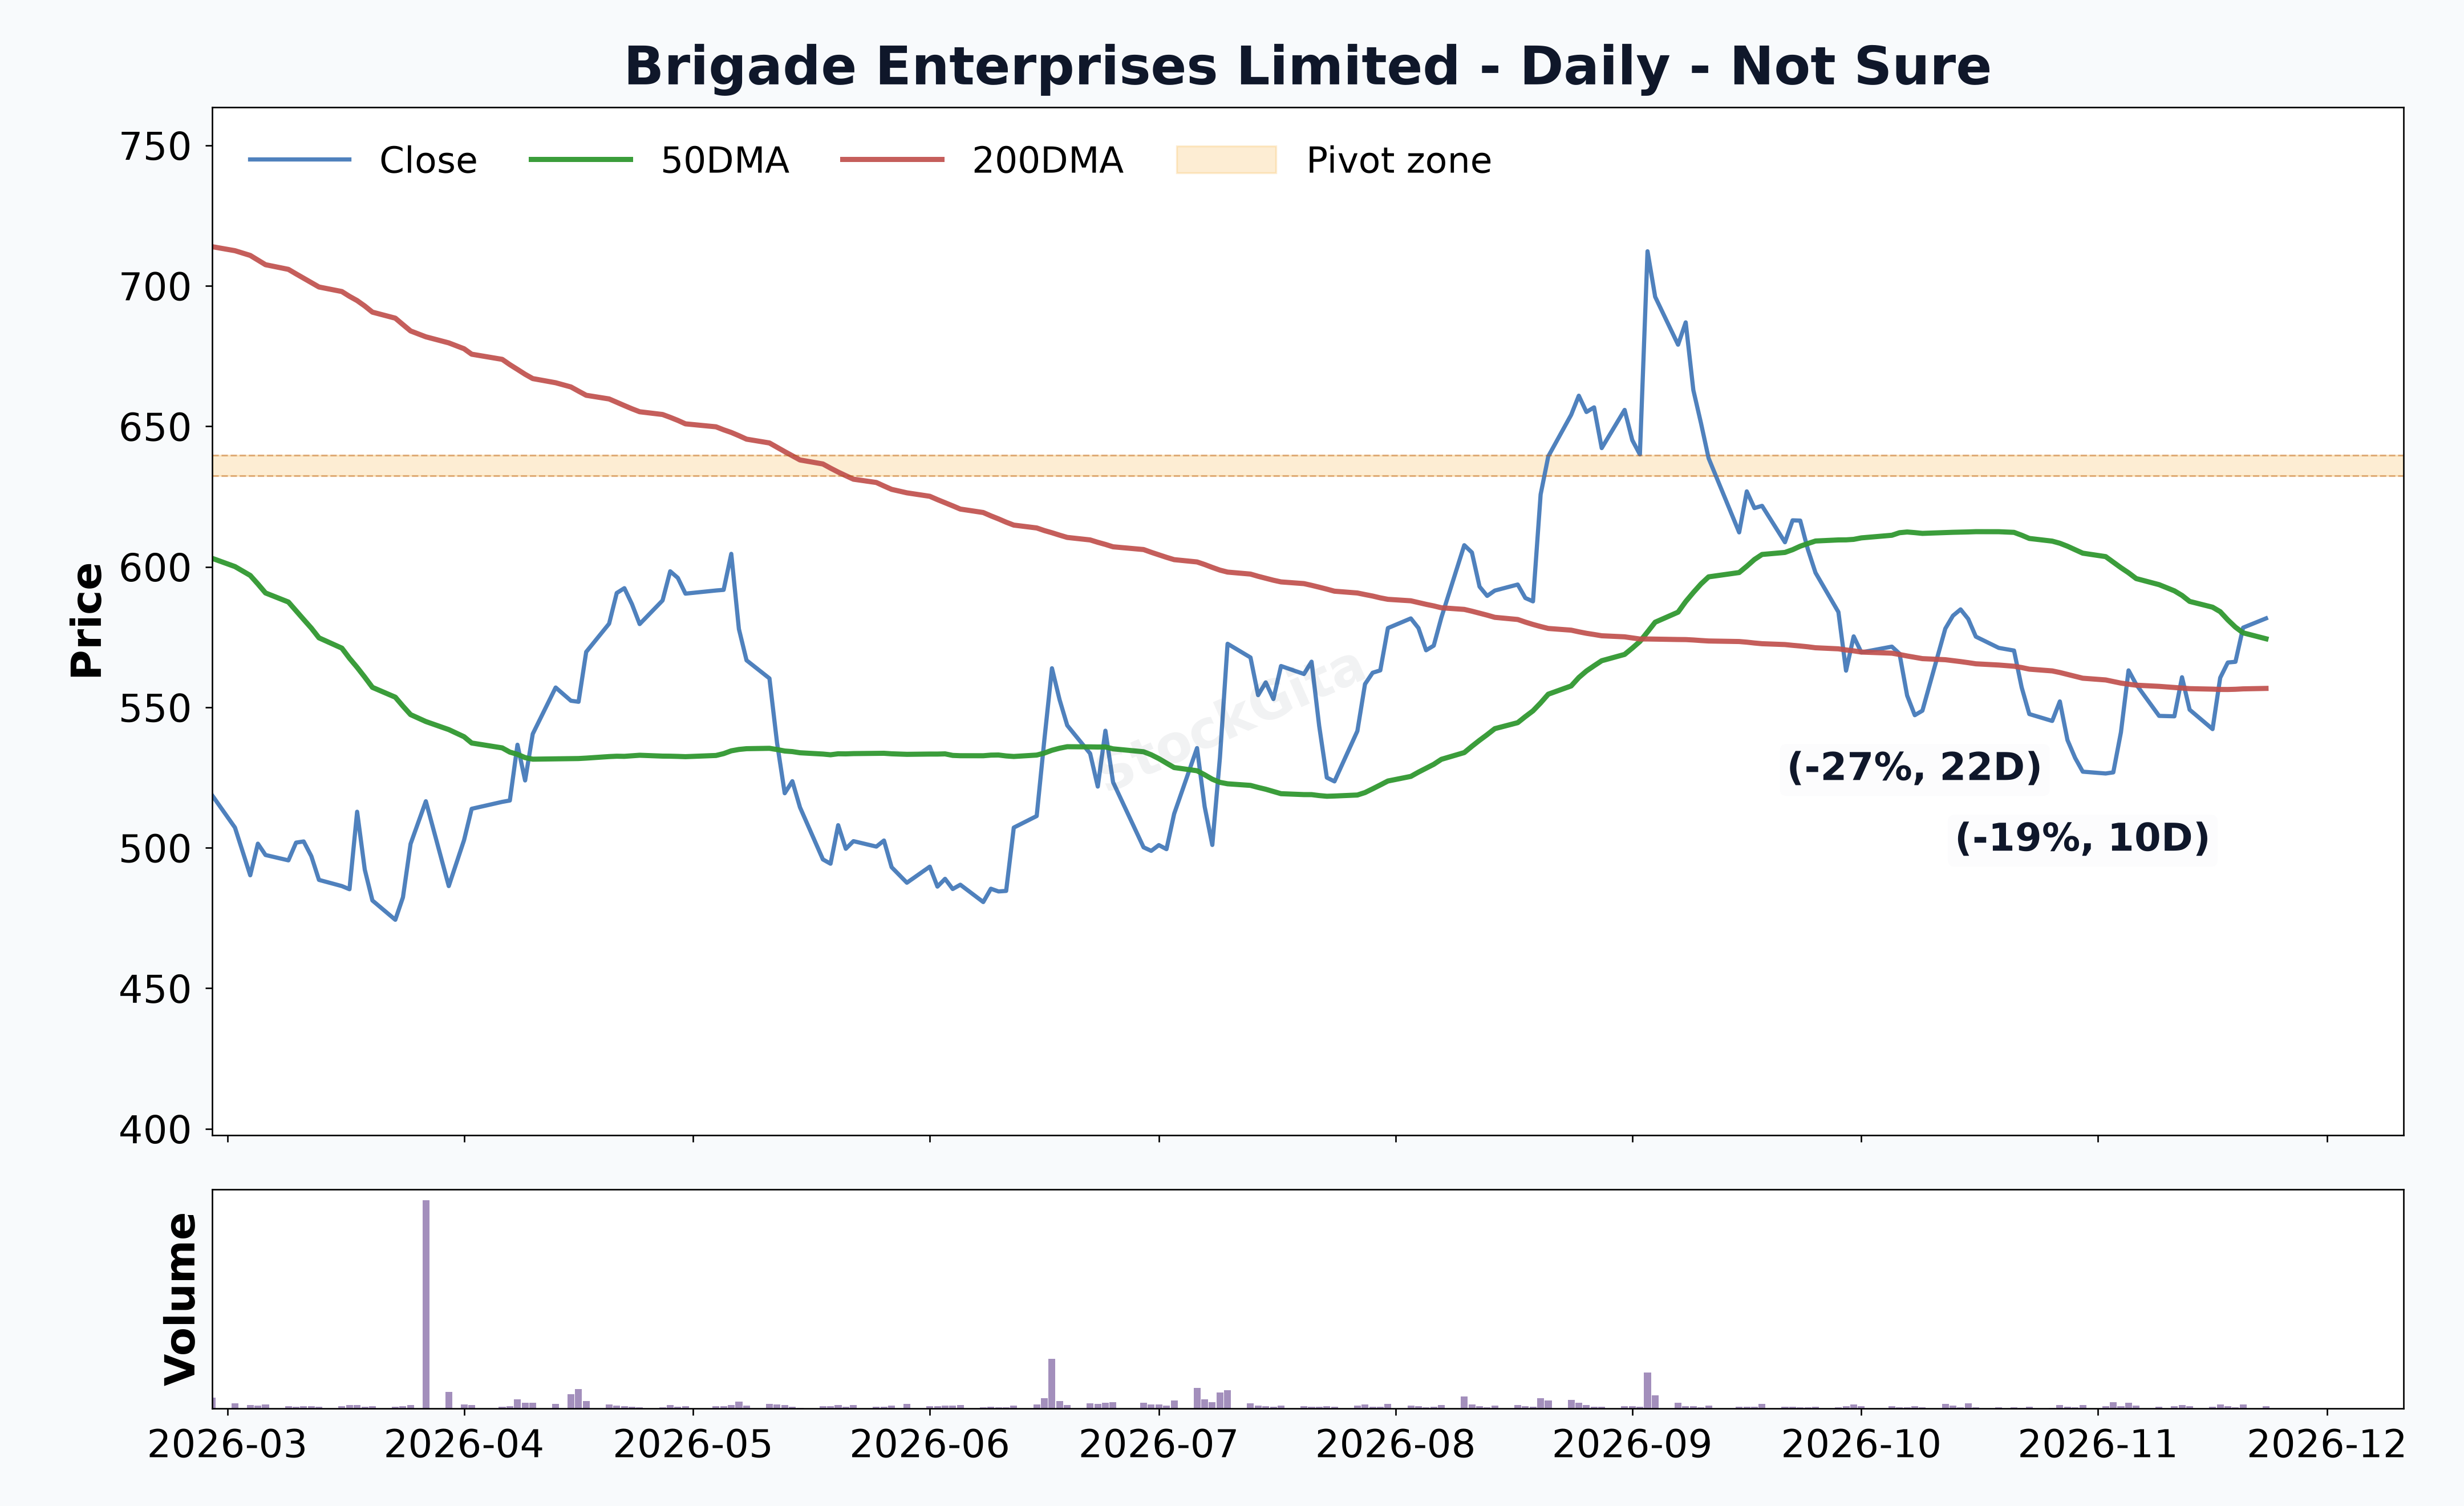 Brigade Enterprises Limited - Daily - Not Sure
Close 50DMA 200DMA Pivot zone
750
700
650
600
550
500
450
400
Price
StockGita
(-27%, 22D)
(-19%, 10D)
Volume
2026-03 2026-04 2026-05 2026-06 2026-07 2026-08 2026-09 2026-10 2026-11 2026-12